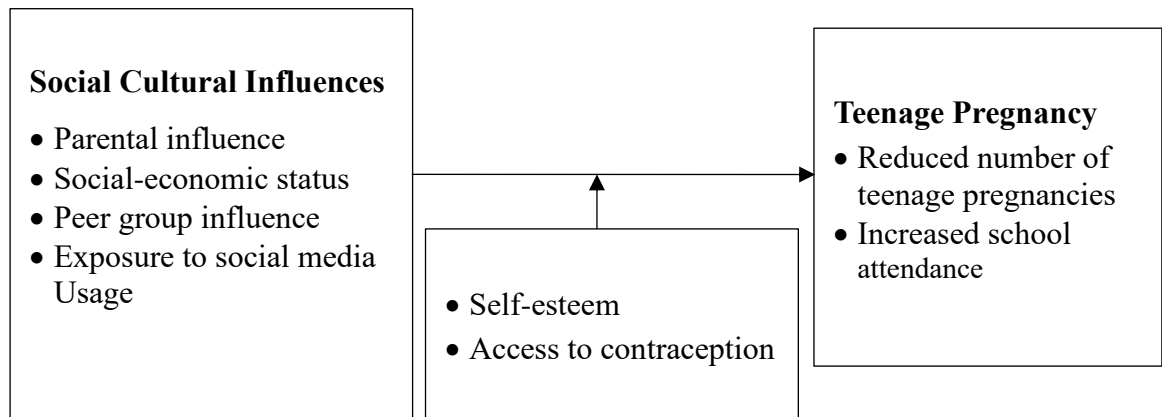 Social Cultural Influences
• Parental influence
• Social-economic status
• Peer group influence
• Exposure to social media
Usage
• Self-esteem
• Access to contraception
Teenage Pregnancy
• Reduced number of
teenage pregnancies
• Increased school
attendance